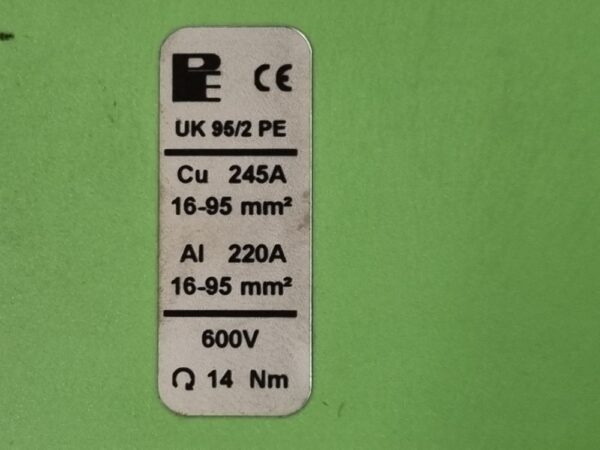 PE CE
UK 95/2 PE
Cu 245A
16-95 mm²
Al 220A
16-95 mm²
600V
14 Nm